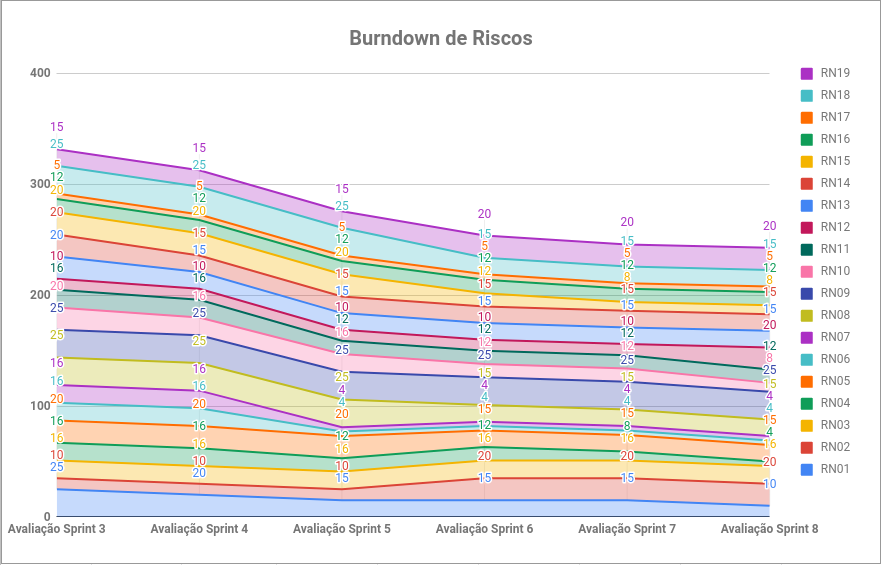 Burndown de Riscos
400
300
200
100
0
15 15 15 20 20 20
25 25 25 15 15 15
5 5 5 5 5 5
12 12 12 12 12 12
20 20 20 12 8 8
20 15 15 15 15 15
20 15 15 15 15 15
10 10 10 10 10 20
16 16 12 12 12 12
20 16 16 12 12 8
25 25 25 25 25 25
25 25 25 15 15 15
16 16 4 4 4 4
16 16 4 4 4 4
20 20 20 15 15 15
16 16 12 12 8 4
16 16 16 16 16 16
10 10 10 20 20 20
25 20 15 15 15 10
Avaliação Sprint 3 Avaliação Sprint 4 Avaliação Sprint 5 Avaliação Sprint 6 Avaliação Sprint 7 Avaliação Sprint 8
RN19
RN18
RN17
RN16
RN15
RN14
RN13
RN12
RN11
RN10
RN09
RN08
RN07
RN06
RN05
RN04
RN03
RN02
RN01